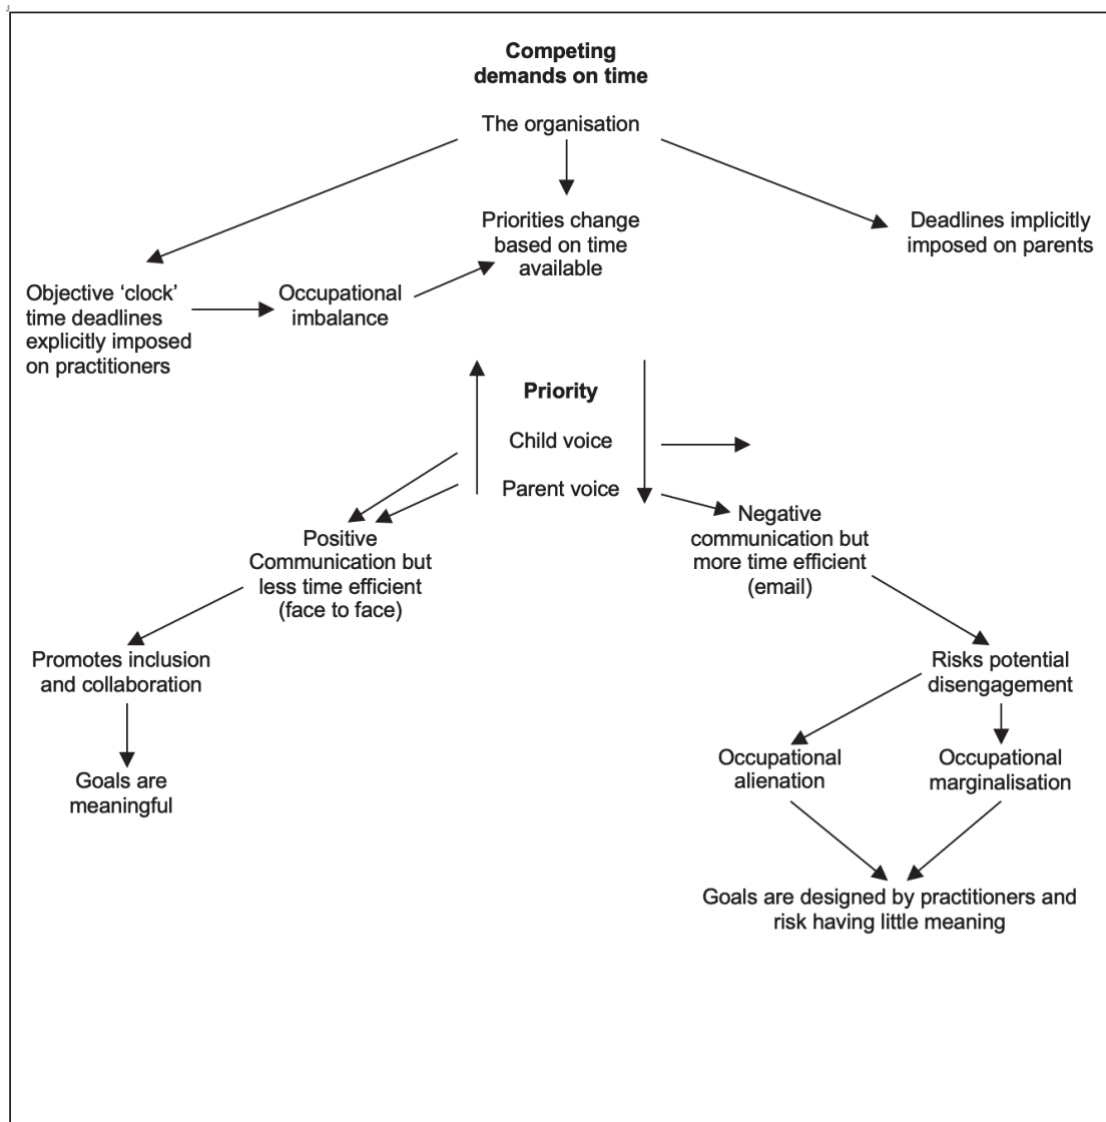 Competing
demands on time
The organisation
Priorities change
based on time
available
Deadlines implicitly
imposed on parents
Objective ‘clock’
time deadlines
explicitly imposed
on practitioners
Occupational
imbalance
Priority
Child voice
Parent voice
Positive
Communication but
less time efficient
(face to face)
Negative
communication but
more time efficient
(email)
Promotes inclusion
and collaboration
Risks potential
disengagement
Goals are
meaningful
Occupational
alienation
Occupational
marginalisation
Goals are designed by practitioners and
risk having little meaning